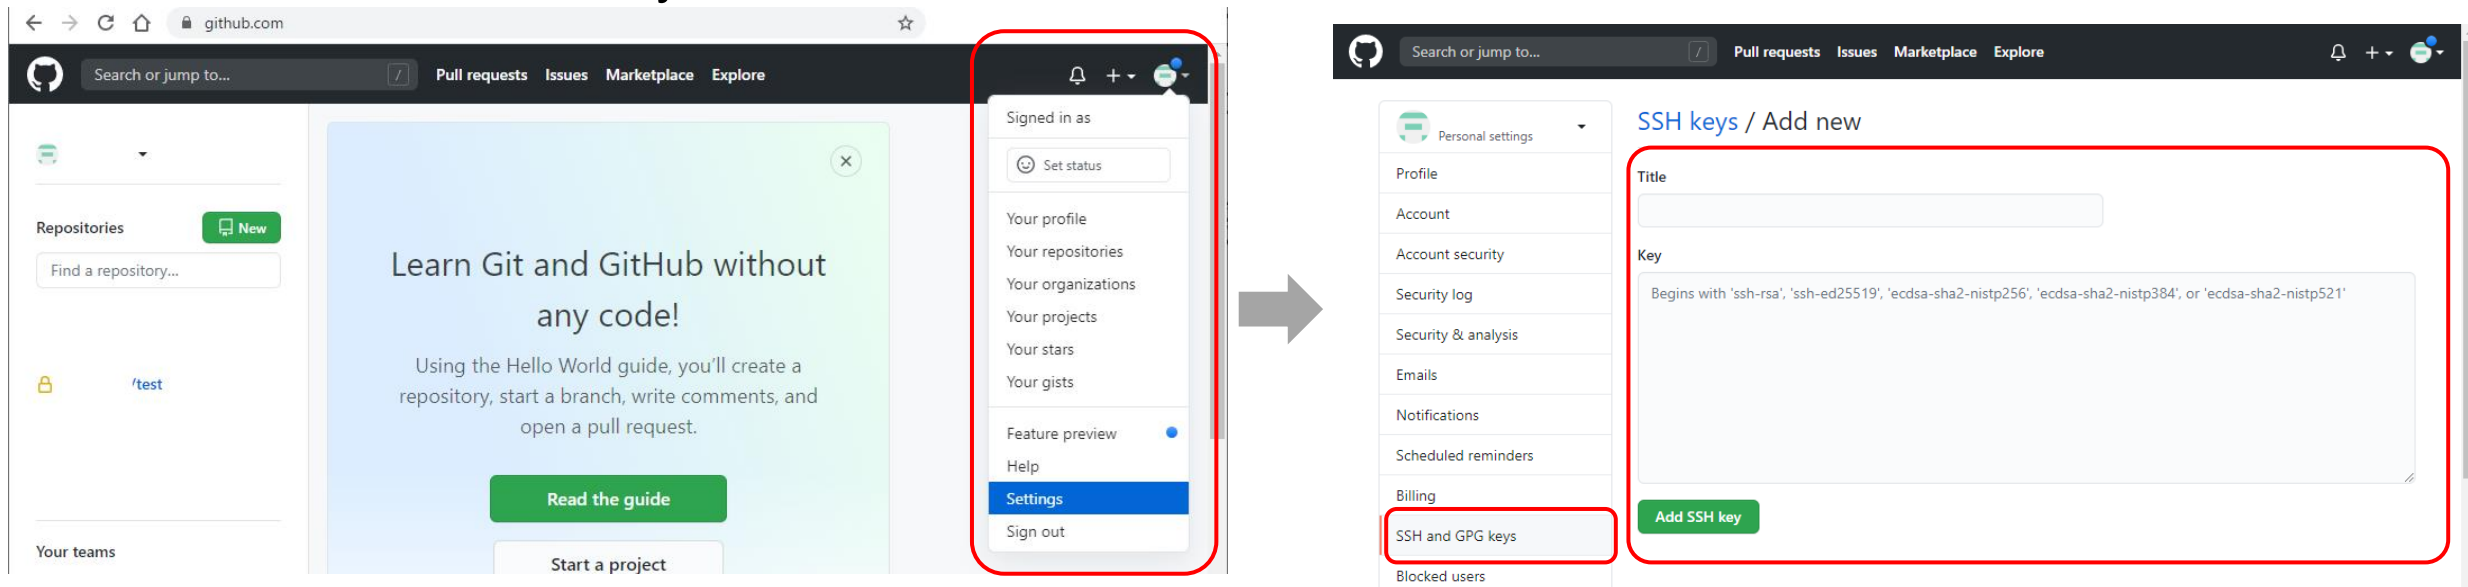 github.com
Search or jump to...
/
Pull requests Issues Marketplace Explore
Signed in as
Set status
Your profile
Your repositories
Your organizations
Your projects
Your stars
Your gists
Feature preview
Help
Settings
Sign out
Repositories
New
Find a repository...
/test
Your teams
Learn Git and GitHub without
any code!
Using the Hello World guide, you'll create a
repository, start a branch, write comments, and
open a pull request.
Read the guide
Start a project
Search or jump to...
/
Pull requests Issues Marketplace Explore
Personal settings
Profile
Account
Account security
Security log
Security & analysis
Emails
Notifications
Scheduled reminders
Billing
SSH and GPG keys
Blocked users
SSH keys / Add new
Title
Key
Begins with 'ssh-rsa', 'ssh-ed25519', 'ecdsa-sha2-nistp256', 'ecdsa-sha2-nistp384', or 'ecdsa-sha2-nistp521'
Add SSH key